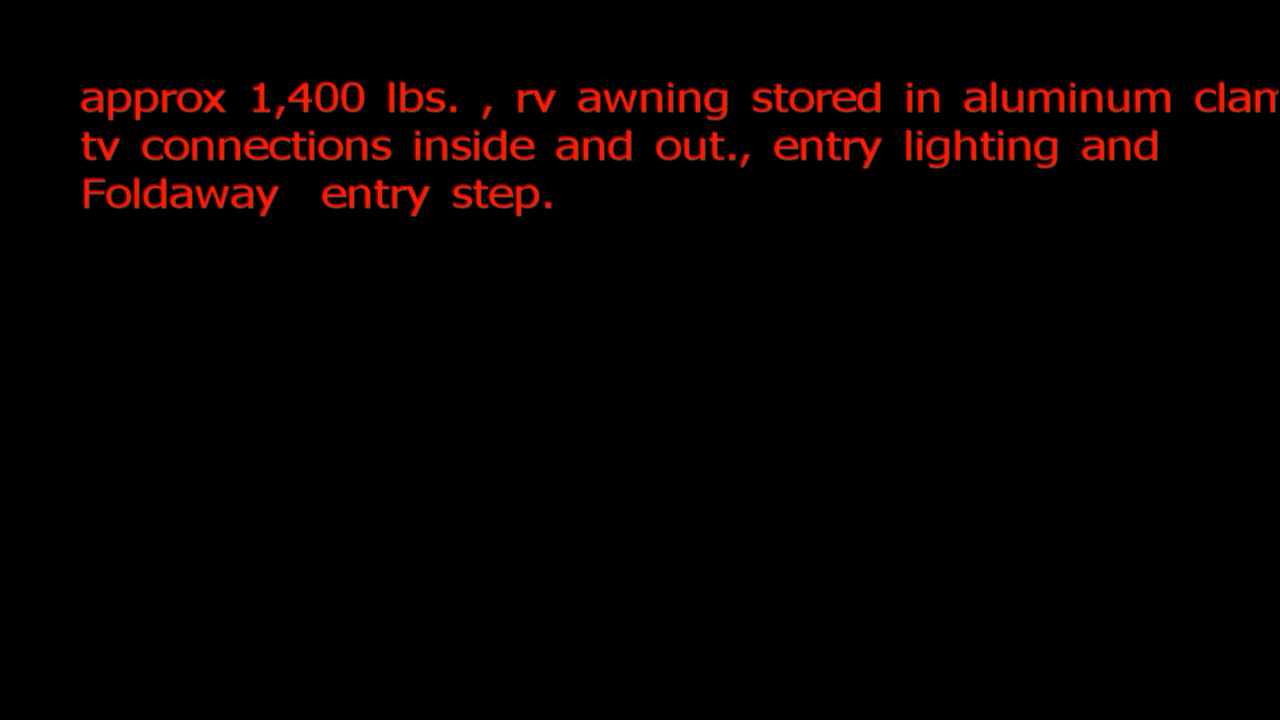 approx 1,400 lbs. , rv awning stored in aluminum
tv connections inside and out., entry lighting and
Foldaway entry step.